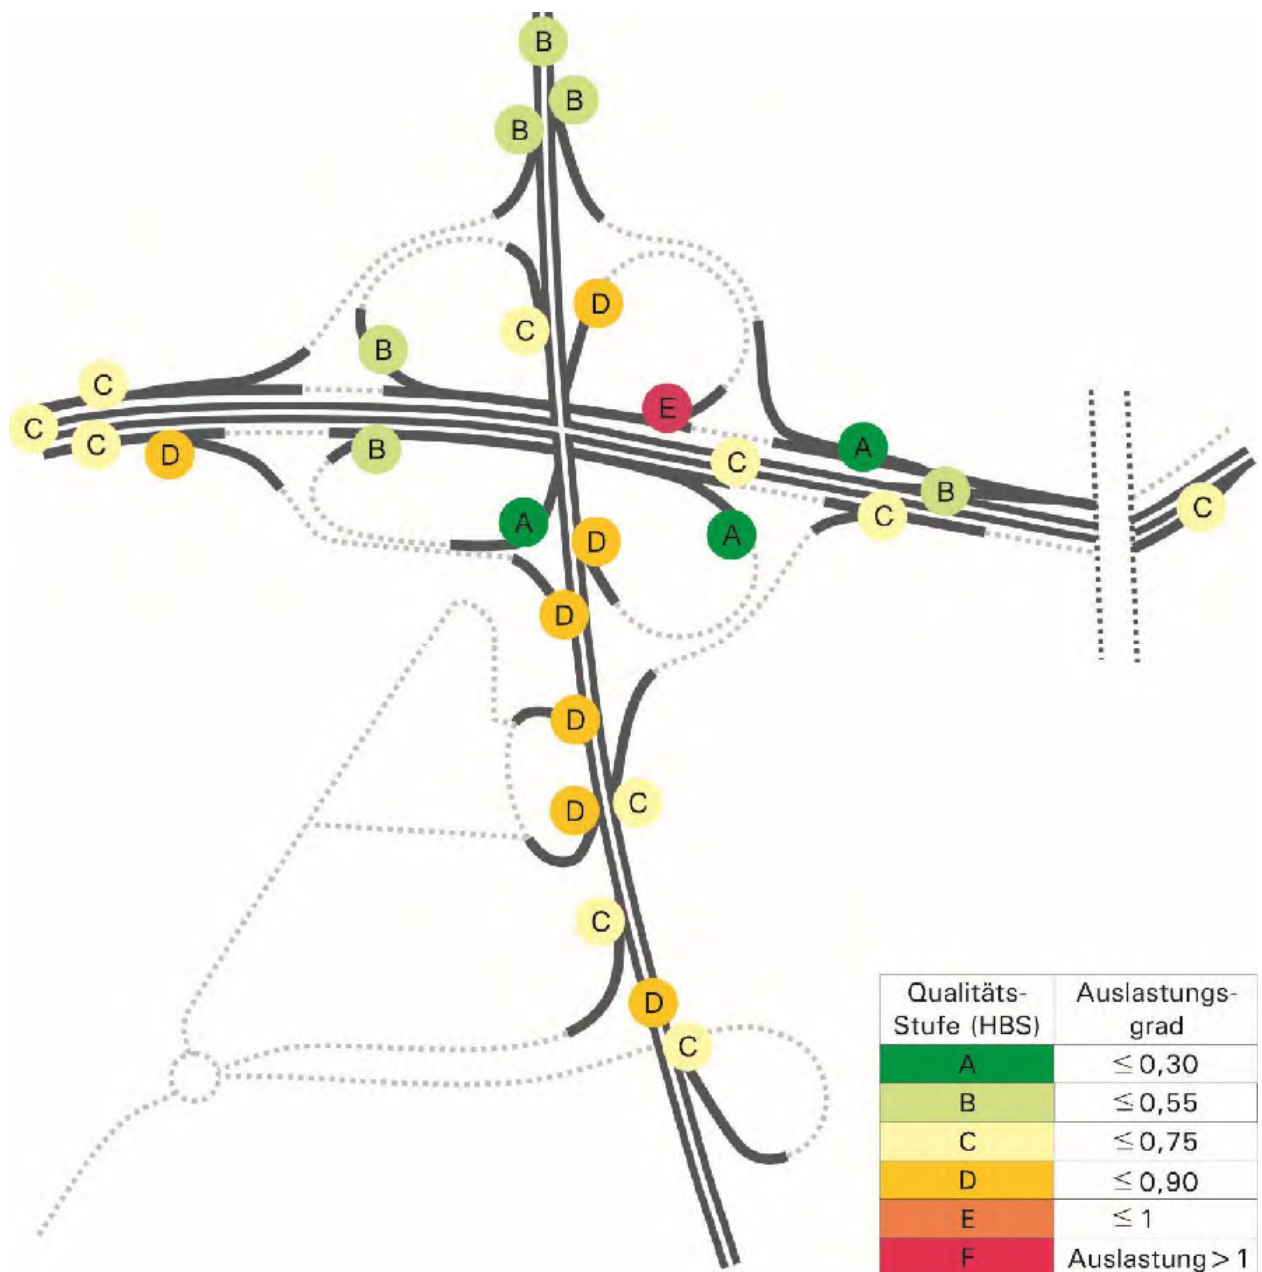 B
B
B
D
C
B
C
E
C
B
C
A
C
D
B
A
C
B
C
A
D
D
D
D
C
C
D
C
Qualitäts- Auslastungs-
Stufe (HBS) grad
A ≤ 0,30
B ≤ 0,55
C ≤ 0,75
D ≤ 0,90
E ≤ 1
F Auslastung > 1
A